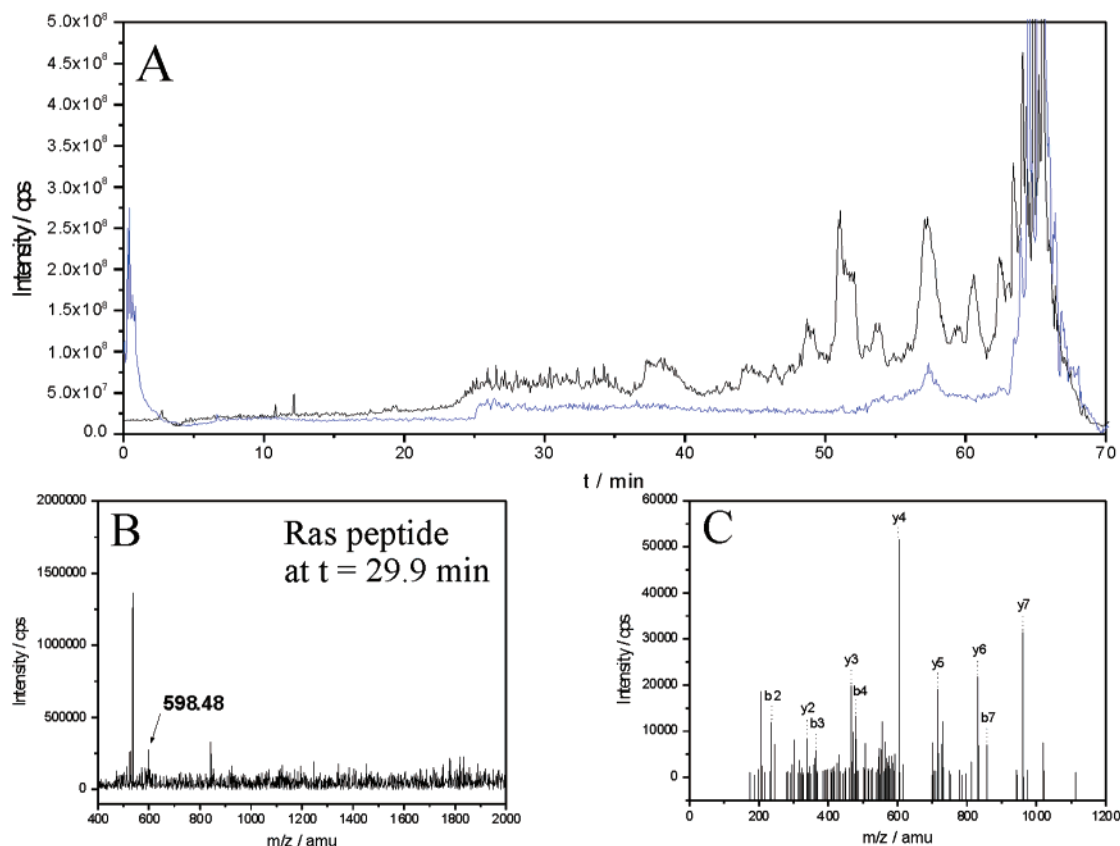 A
Intensity / cps
5.0x10⁸
4.5x10⁸
4.0x10⁸
3.5x10⁸
3.0x10⁸
2.5x10⁸
2.0x10⁸
1.5x10⁸
1.0x10⁸
5.0x10⁷
0.0
0 10 20 30 40 50 60 70
t / min
B
Ras peptide
at t = 29.9 min
598.48
Intensity / cps
2000000
1500000
1000000
500000
0
400 600 800 1000 1200 1400 1600 1800 2000
m/z / amu
C
Intensity / cps
60000
50000
40000
30000
20000
10000
0
y4
y7
y3
y6
y5
b4
b2
y2
b3
b7
0 200 400 600 800 1000 1200
m/z / amu